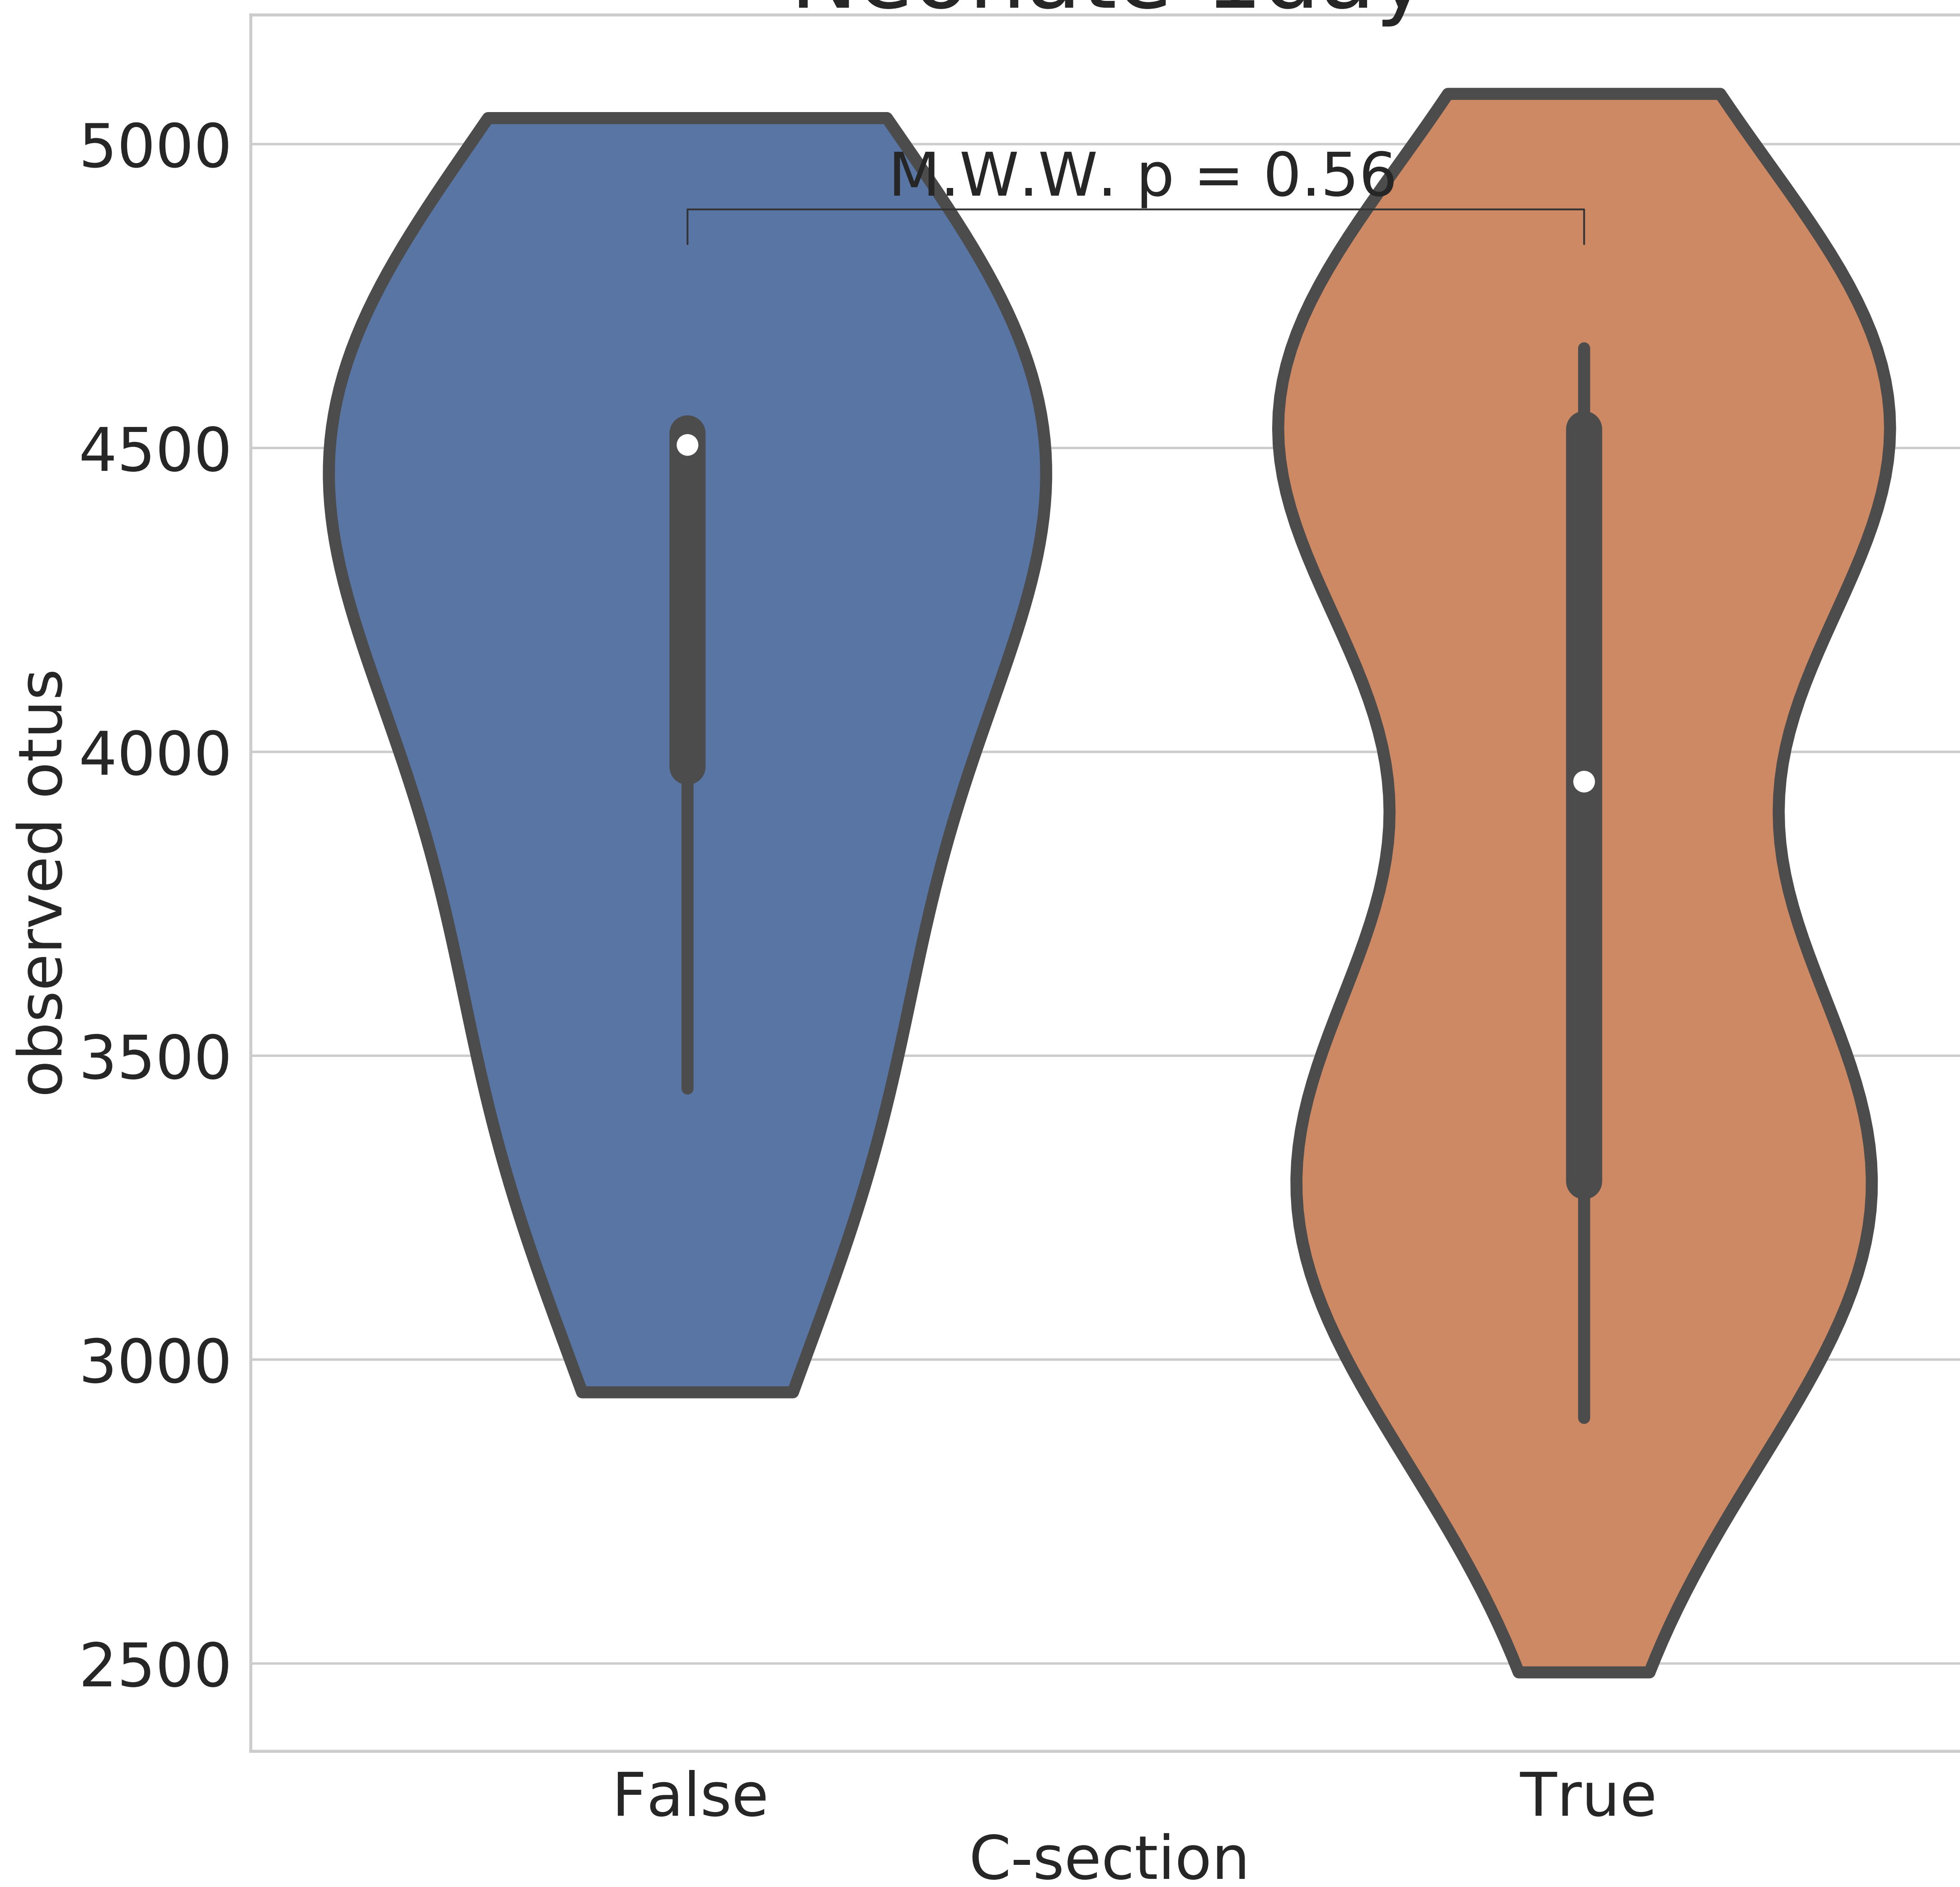 5000
M.W.W. p = 0.56
4500
4000
observed otus
3500
3000
2500
False
True
C-section